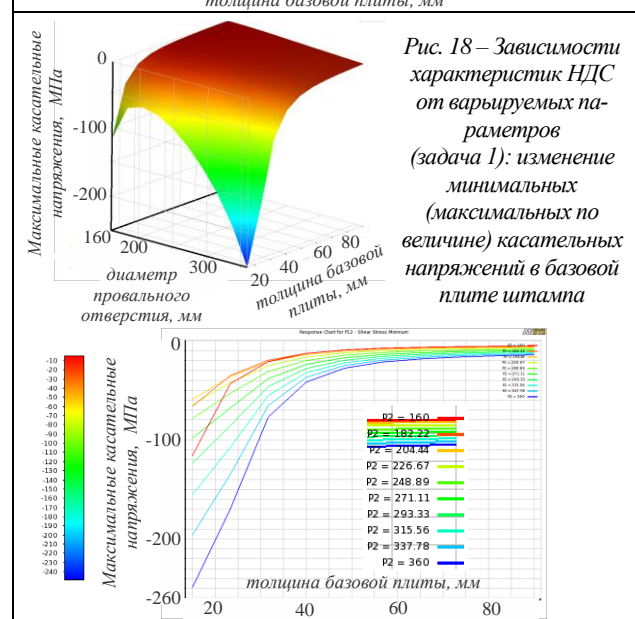 толщина базовой плиты, мм
Максимальные касательные
напряжения, МПа
0
-100
-200
160
200
300
20
40
60
80
диаметр
провального
отверстия, мм
толщина базовой
плиты, мм
Рис. 18 – Зависимости
характеристик НДС
от варьируемых па-
раметров
(задача 1): изменение
минимальных
(максимальных по
величине) касательных
напряжений в базовой
плите штампа
Response Chart for P12 - Shear Stress Minimum
-10
-20
-30
-40
-50
-60
-70
-80
-90
-100
-110
-120
-130
-140
-150
-160
-170
-180
-190
-200
-210
-220
-230
-240
Максимальные касательные
напряжения, МПа
0
-100
-200
-260
P2 = 160
P2 = 182.22
P2 = 204.44
P2 = 226.67
P2 = 248.89
P2 = 271.11
P2 = 293.33
P2 = 315.56
P2 = 337.78
P2 = 360
толщина базовой плиты, мм
20
40
60
80